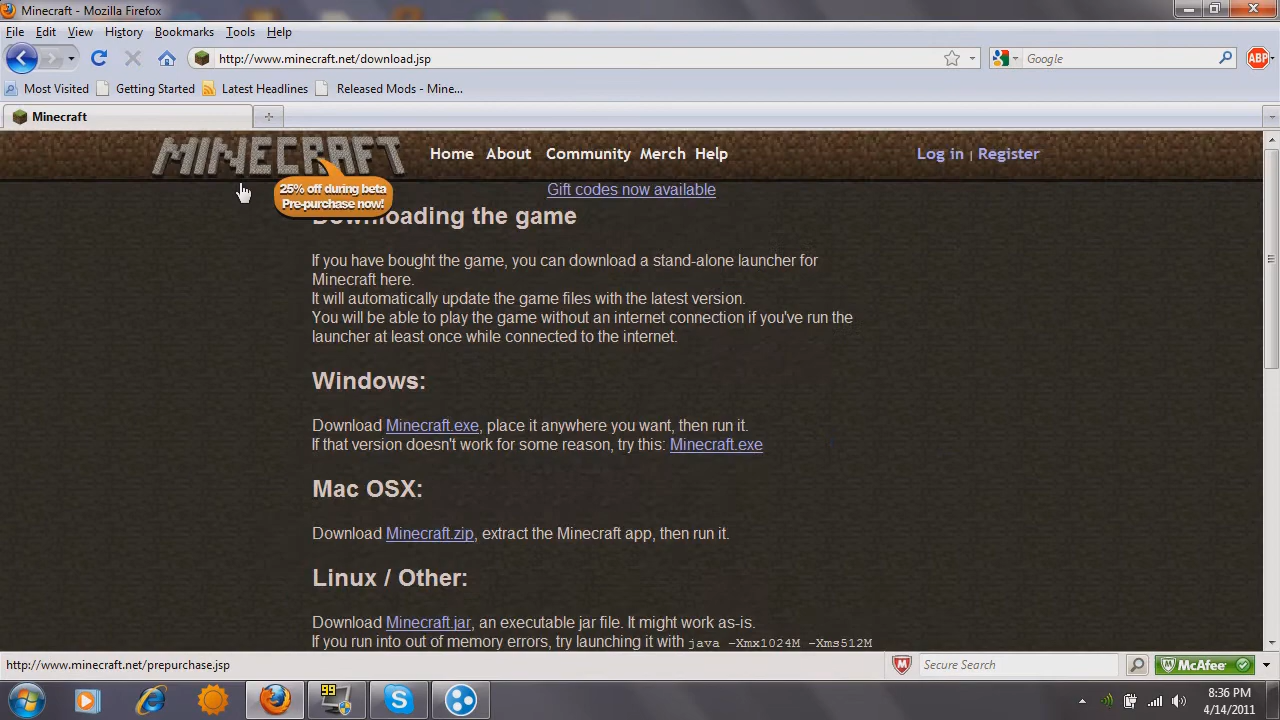 Minecraft - Mozilla Firefox
File Edit View History Bookmarks Tools Help
http://www.minecraft.net/download.jsp
Google
ABP
Most Visited Getting Started Latest Headlines Released Mods - Mine...
Minecraft
MINECRAFT
Home About Community Merch Help
Log in | Register
25% off during beta
Pre-purchase now!
Gift codes now available
Downloading the game
If you have bought the game, you can download a stand-alone launcher for
Minecraft here.
It will automatically update the game files with the latest version.
You will be able to play the game without an internet connection if you've run the
launcher at least once while connected to the internet.
Windows:
Download Minecraft.exe, place it anywhere you want, then run it.
If that version doesn't work for some reason, try this: Minecraft.exe
Mac OSX:
Download Minecraft.zip, extract the Minecraft app, then run it.
Linux / Other:
Download Minecraft.jar, an executable jar file. It might work as-is.
If you run into out of memory errors, try launching it with java -Xmx1024M -Xms512M
http://www.minecraft.net/prepurchase.jsp
Secure Search
McAfee
99
8:36 PM
4/14/2011